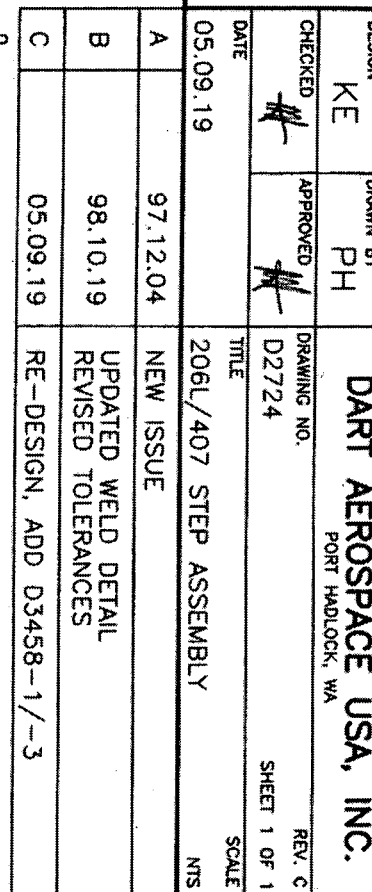 DESIGN
KE
DRAWN BY
PH
DART AEROSPACE USA, INC.
PORT HADLOCK, WA
CHECKED
APPROVED
DRAWING NO.
D2724
REV. C
SHEET 1 OF 1
DATE
05.09.19
TITLE
206L/407 STEP ASSEMBLY
SCALE
NTS
A 97.12.04 NEW ISSUE
B 98.10.19 UPDATED WELD DETAIL
REVISED TOLERANCES
C 05.09.19 RE-DESIGN, ADD D3458-1/-3